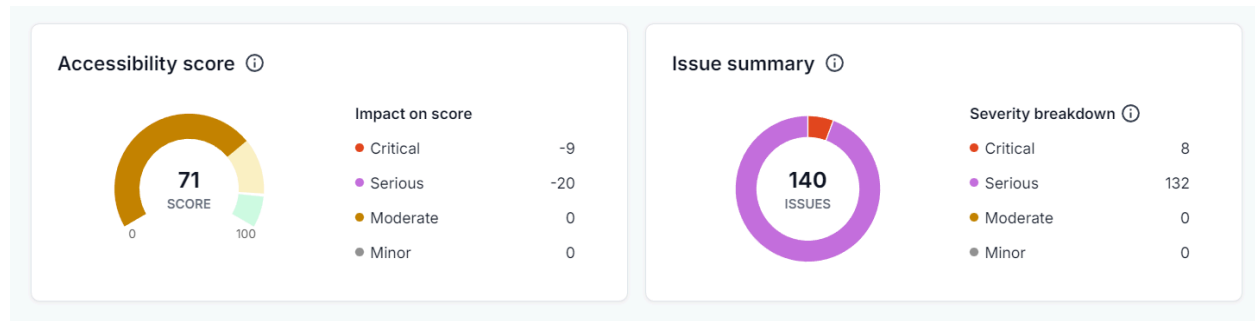 Accessibility score
Impact on score
Critical -9
Serious -20
Moderate 0
Minor 0
71
SCORE
0 100
Issue summary
Severity breakdown
Critical 8
Serious 132
Moderate 0
Minor 0
140
ISSUES